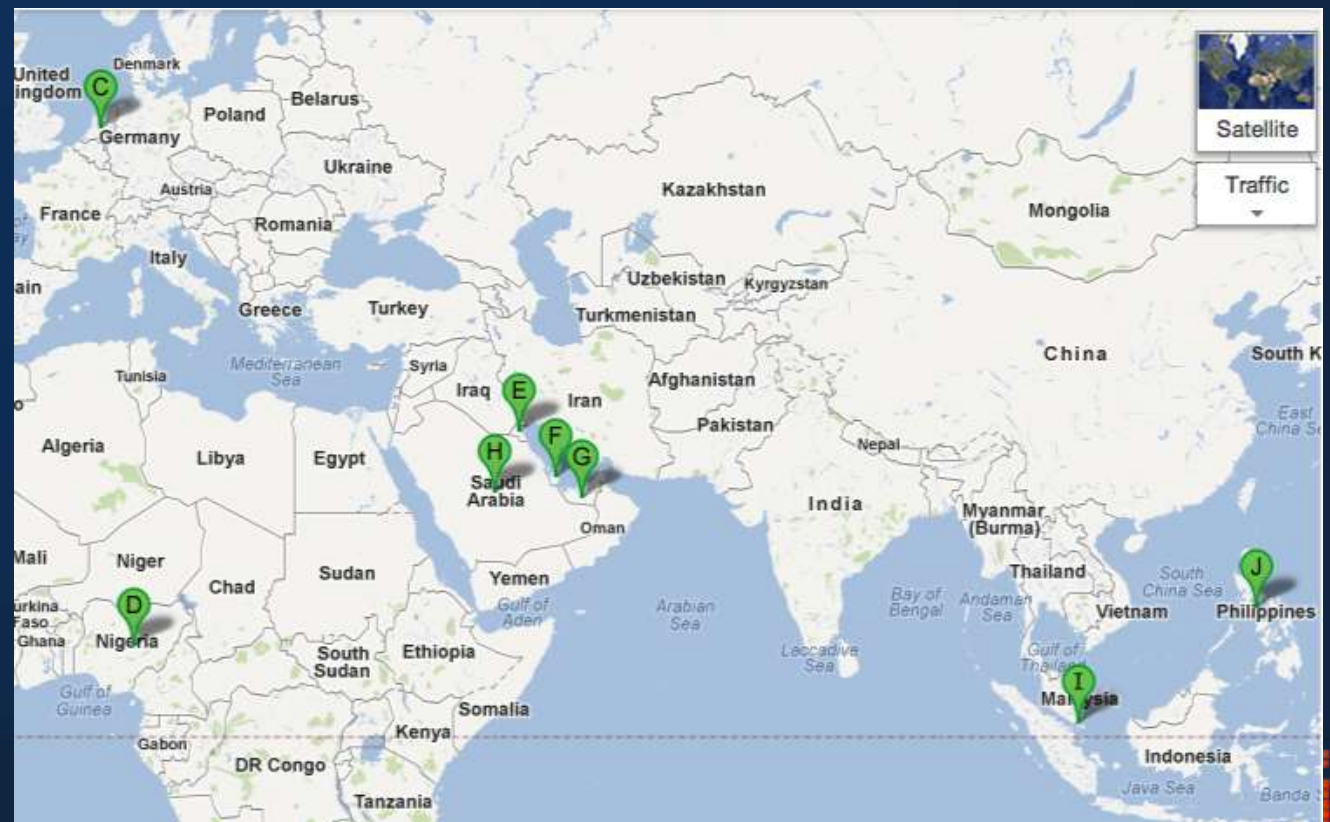 Denmark
United
ingdom
C
Belarus
Poland
Germany
Satellite
Ukraine
Kazakhstan
Austria
Traffic
France
Mongolia
Romania
Italy
ain
Uzbekistan
Kyrgyzstan
Greece
Turkey
Turkmenistan
China
South K
Mediterranean
Sea
Syria
Tunisia
Afghanistan
Iraq
E
Iran
o
East
China Se
Pakistan
Algeria
Libya
Egypt
F
Nepal
H
G
Saudi
Arabia
India
Myanmar
(Burma)
Oman
Mali
Niger
Chad
Sudan
Yemen
Thailand
South
China Sea
J
Gulf of
Aden
Arabian
Sea
Bay of
Bengal
Andaman
Sea
urkina
Faso
D
Vietnam
Philippines
Ghana
Nigeria
South
Sudan
Ethiopia
Laccadive
Sea
Gulf of
Thailand
I
Gulf of
Guinea
Malaysia
Somalia
Kenya
Gabon
DR Congo
Indonesia
Java Sea
Banda
Tanzania